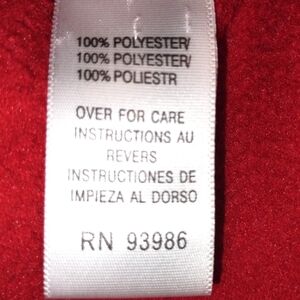 100% POLYESTER/
100% POLYESTER/
100% POLIESTR
OVER FOR CARE
INSTRUCTIONS AU
REVERS
INSTRUCTIONES DE
IMPIEZA AL DORSO
RN 93986